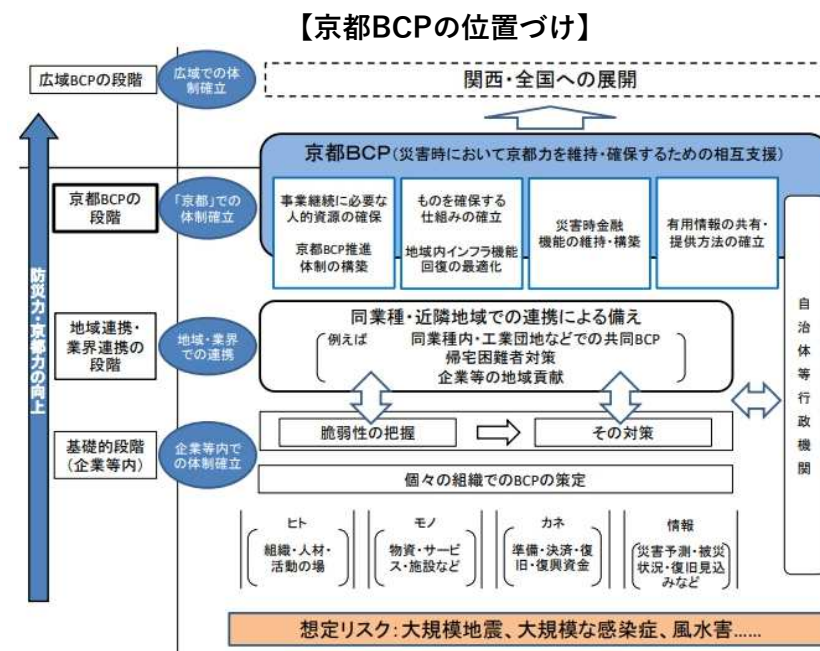 【京都BCPの位置づけ】
広域BCPの段階
広域での体
制確立
関西・全国への展開
京都BCP(災害時において京都力を維持・確保するための相互支援)
京都BCPの
段階
「京都」での
体制確立
事業継続に必要な
人的資源の確保
京都BCP推進
体制の構築
ものを確保する
仕組みの確立
地域内インフラ機能
回復の最適化
災害時金融
機能の維持・構築
有用情報の共有・
提供方法の確立
防災力・京都力の向上
地域連携・
業界連携の
段階
地域・業界
での連携
同業種・近隣地域での連携による備え
例えば 同業種内・工業団地などでの共同BCP
帰宅困難者対策
企業等の地域貢献
自治体等行政機関
基礎的段階
(企業等内)
企業等内で
の体制確立
脆弱性の把握
その対策
個々の組織でのBCPの策定
ヒト
組織・人材・
活動の場
モノ
物資・サービ
ス・施設など
カネ
準備・決済・復
旧・復興資金
情報
災害予測・被災
状況・復旧見込
みなど
想定リスク:大規模地震、大規模な感染症、風水害......